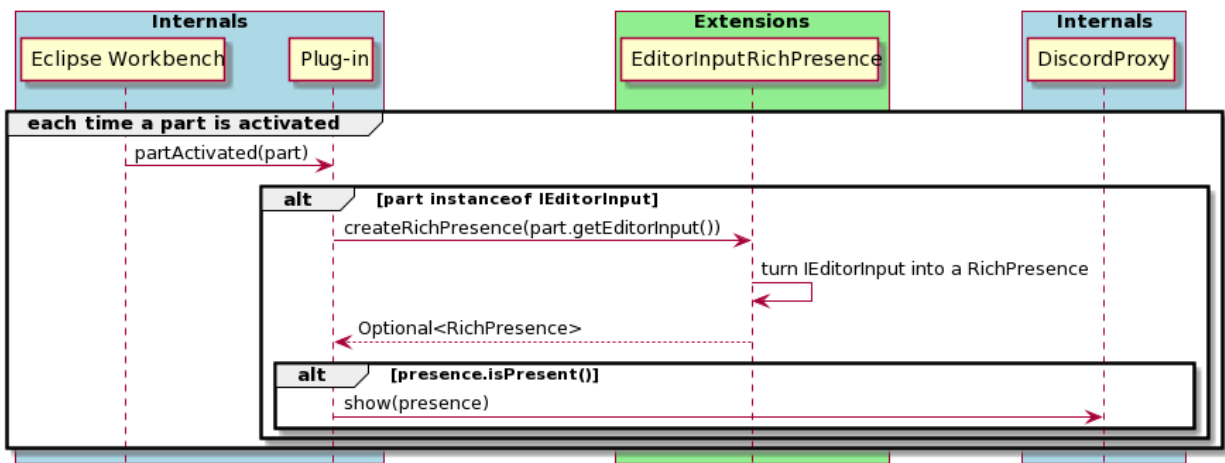 Internals
Extensions
Internals
Eclipse Workbench
Plug-in
EditorInputRichPresence
DiscordProxy
each time a part is activated
partActivated(part)
alt
[part instanceof IEditorInput]
createRichPresence(part.getEditorInput())
turn IEditorInput into a RichPresence
Optional<RichPresence>
alt
[presence.isPresent()]
show(presence)